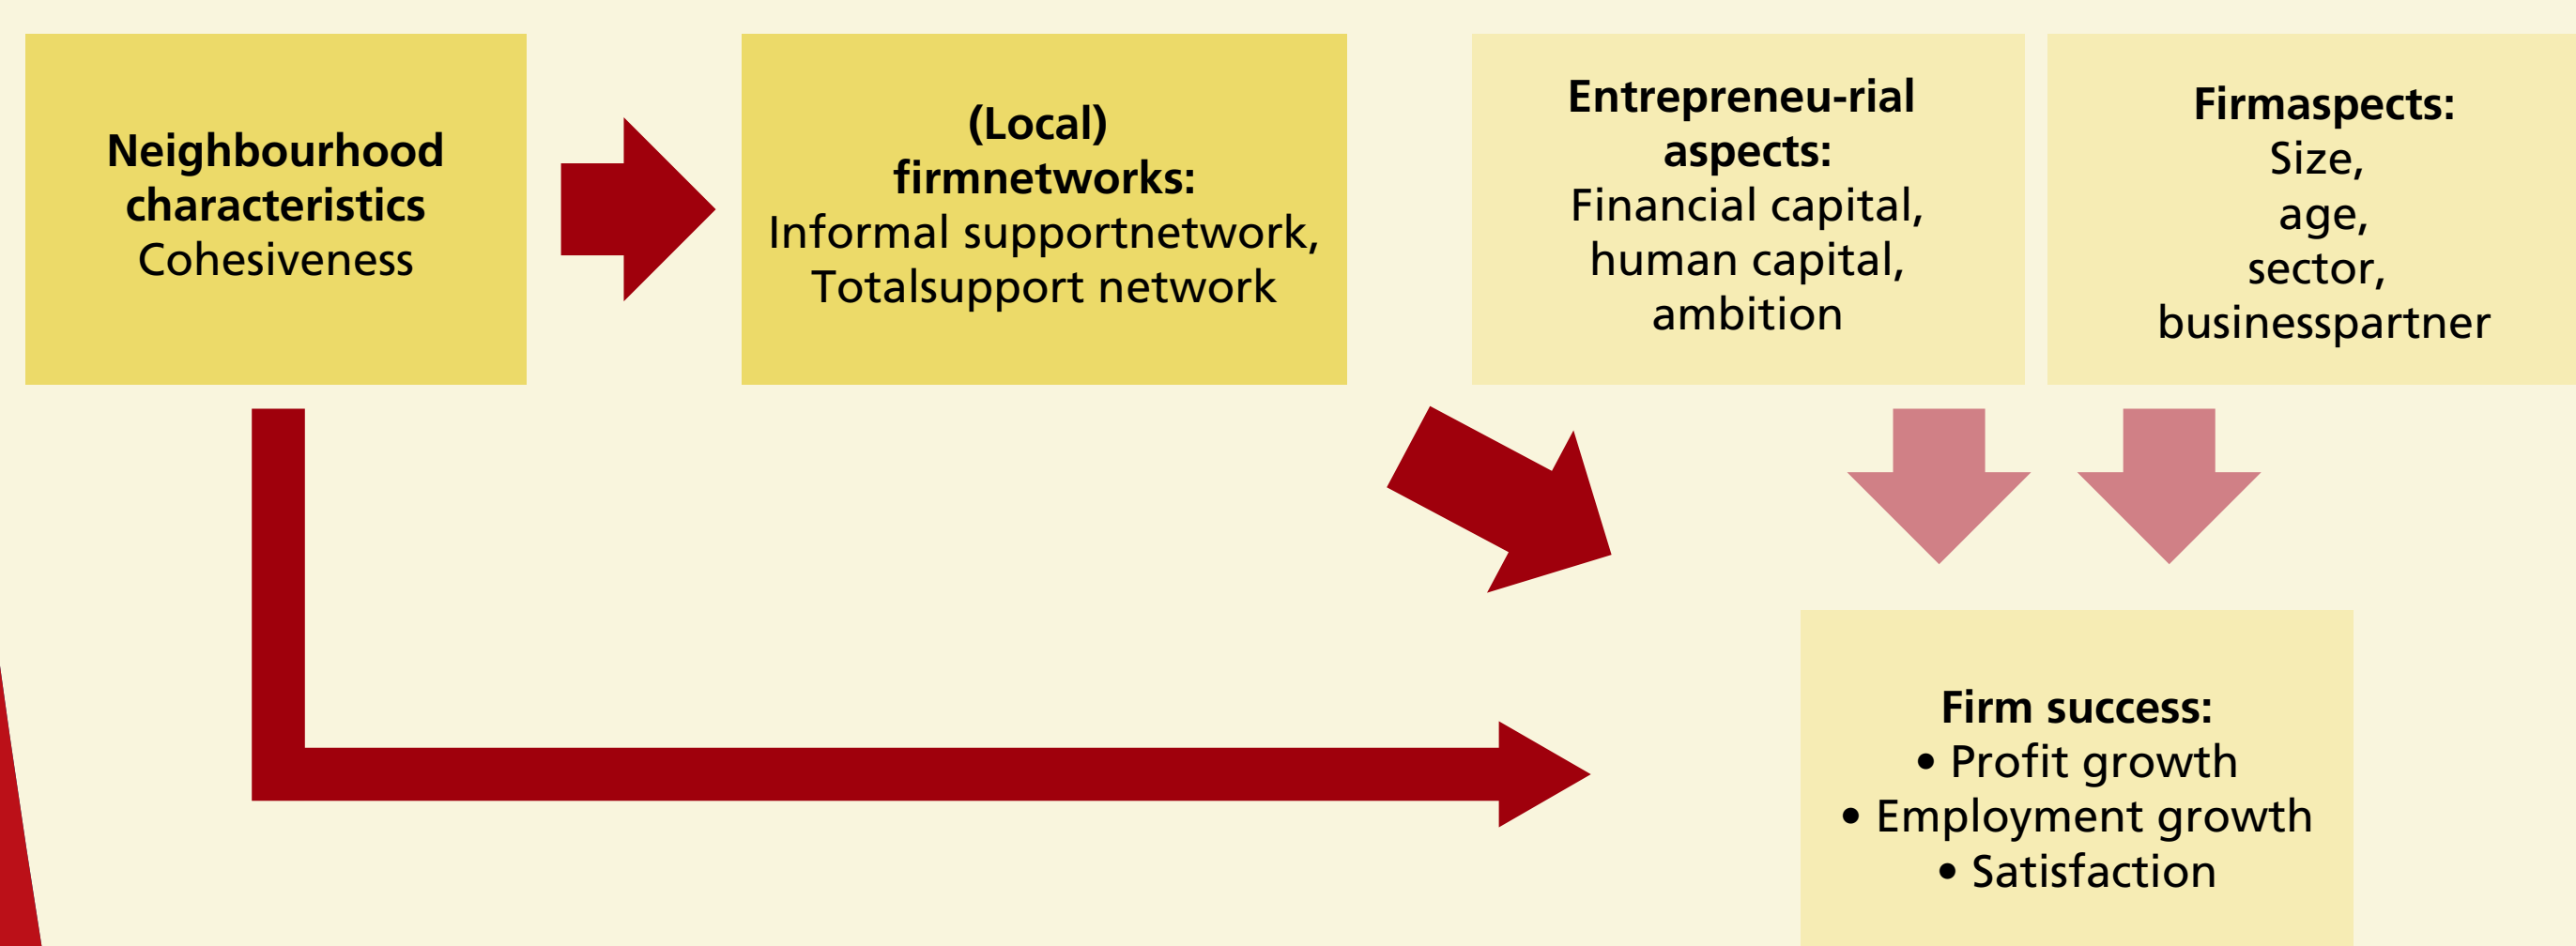 Neighbourhood
characteristics
Cohesiveness
(Local)
firmnetworks:
Informal supportnetwork,
Totalsupport network
Entrepreneu-rial
aspects:
Financial capital,
human capital,
ambition
Firmaspects:
Size,
age,
sector,
businesspartner
Firm success:
• Profit growth
• Employment growth
• Satisfaction